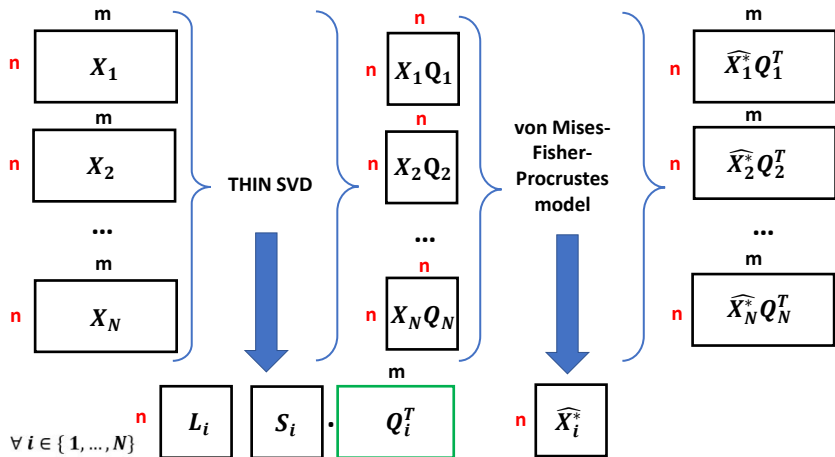 m
n
X_1
m
n
X_2
...
m
n
X_N
THIN SVD
n
n
X_1Q_1
n
n
X_2Q_2
...
n
n
X_NQ_N
von Mises-
Fisher-
Procrustes
model
m
n
\widehat{X_1^*}Q_1^T
m
n
\widehat{X_2^*}Q_2^T
...
m
n
\widehat{X_N^*}Q_N^T
∀ i ∈ { 1, ..., N}
n
L_i
S_i
.
m
Q_i^T
n
\widehat{X_i^*}